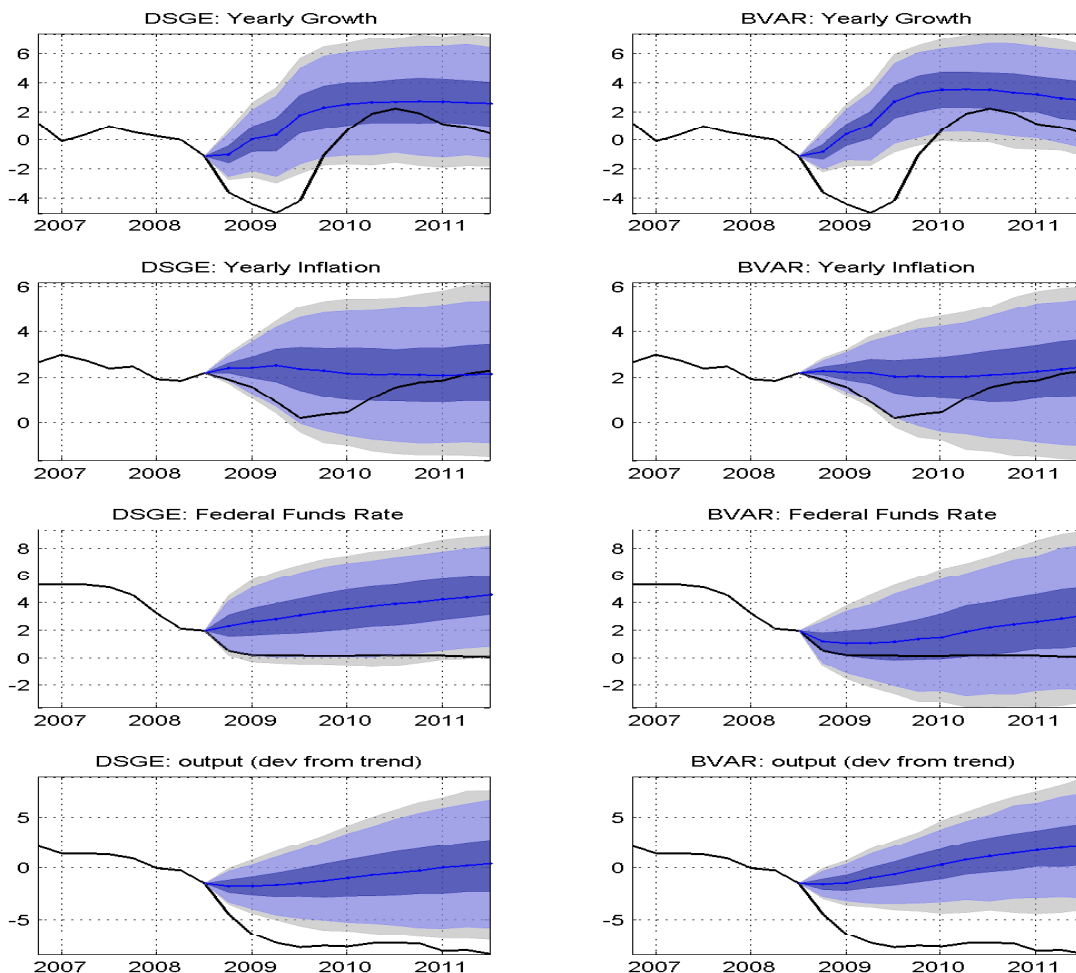 DSGE: Yearly Growth
6
4
2
0
-2
-4
2007 2008 2009 2010 2011
BVAR: Yearly Growth
6
4
2
0
-2
-4
2007 2008 2009 2010 2011
DSGE: Yearly Inflation
6
4
2
0
2007 2008 2009 2010 2011
BVAR: Yearly Inflation
6
4
2
0
2007 2008 2009 2010 2011
DSGE: Federal Funds Rate
8
6
4
2
0
-2
2007 2008 2009 2010 2011
BVAR: Federal Funds Rate
8
6
4
2
0
-2
2007 2008 2009 2010 2011
DSGE: output (dev from trend)
5
0
-5
2007 2008 2009 2010 2011
BVAR: output (dev from trend)
5
0
-5
2007 2008 2009 2010 2011